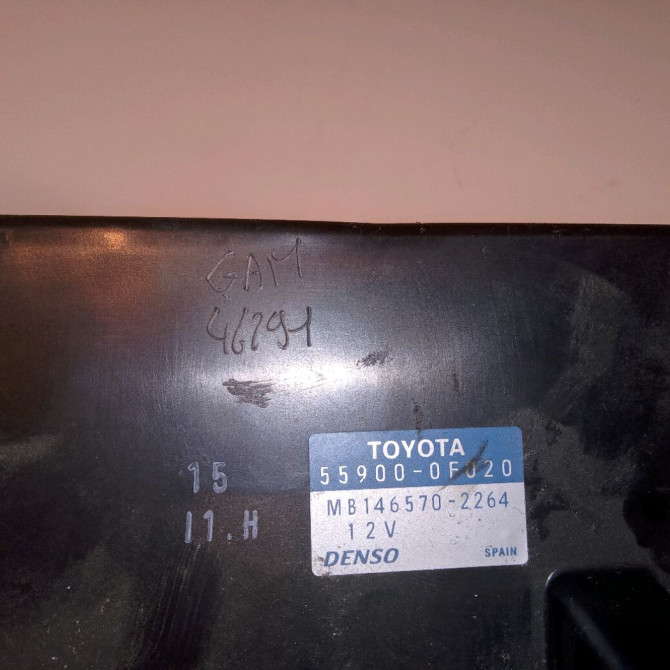 GAM
46291
15
11.H
TOYOTA
55900-0F020
MB146570-2264
12V
DENSO
SPAIN